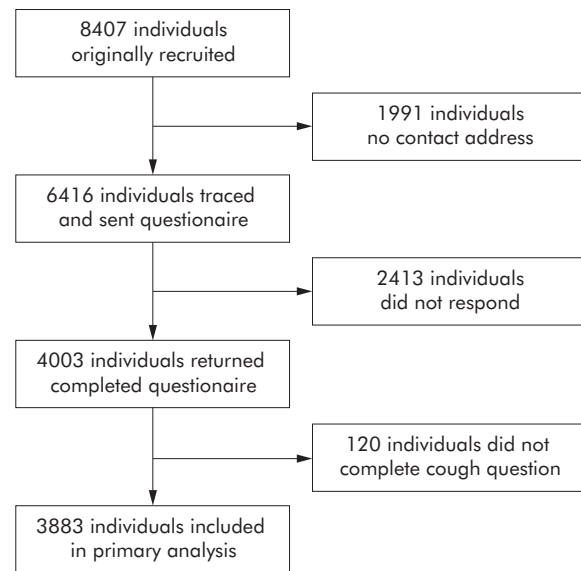 8407 individuals
originally recruited
1991 individuals
no contact address
6416 individuals traced
and sent questionaire
2413 individuals
did not respond
4003 individuals returned
completed questionaire
120 individuals did not
complete cough question
3883 individuals included
in primary analysis